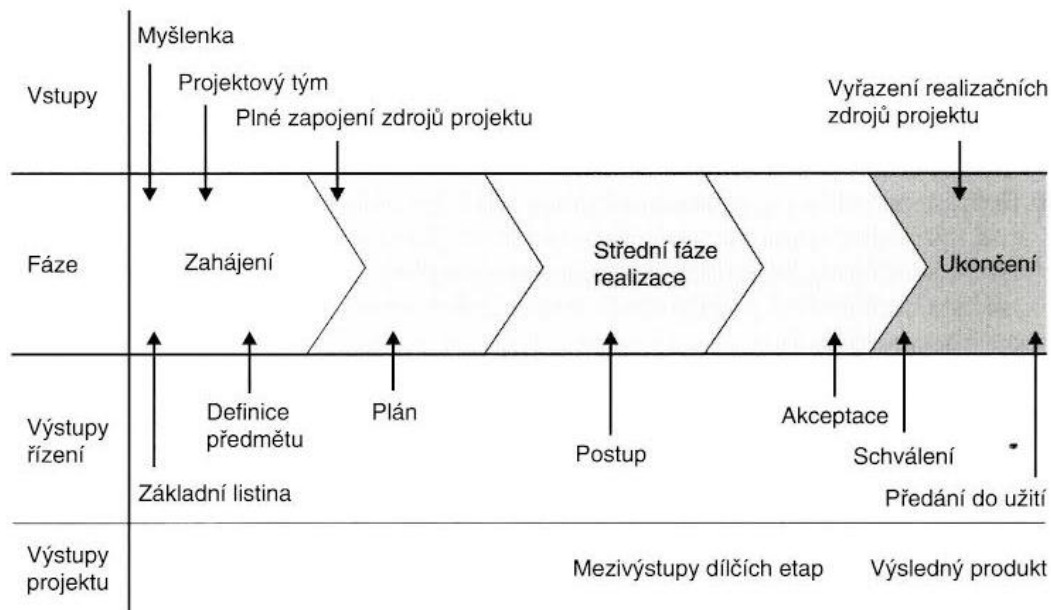 Myšlenka
Projektový tým
Vstupy
Plné zapojení zdrojů projektu
Vyřazení realizačních
zdrojů projektu
Fáze
Zahájení
Střední fáze
realizace
Ukončení
Výstupy
řízení
Definice
předmětu
Plán
Akceptace
Postup
Schválení
Základní listina
Předání do užití
Výstupy
projektu
Mezivýstupy dílčích etap
Výsledný produkt